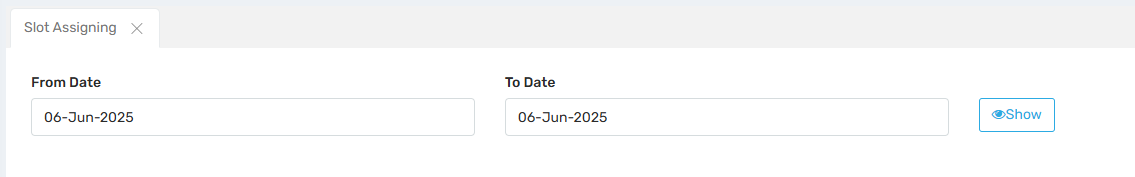 Slot Assigning
From Date To Date
06-Jun-2025 06-Jun-2025 Show